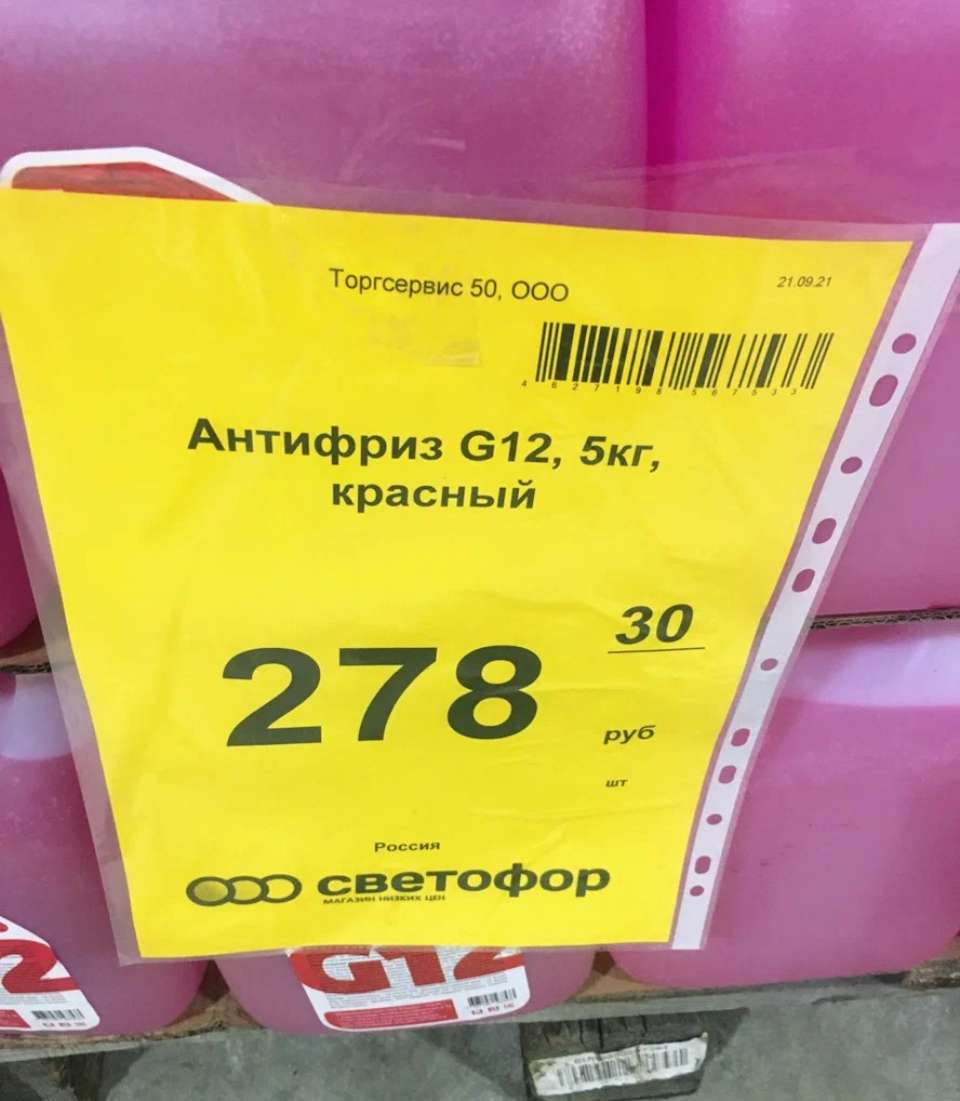 Торгсервис 50, ООО
21.09.21
4627198567533
Антифриз G12, 5кг,
красный
278
30
руб
шт
Россия
светофор
МАГАЗИН НИЗКИХ ЦЕН
G12